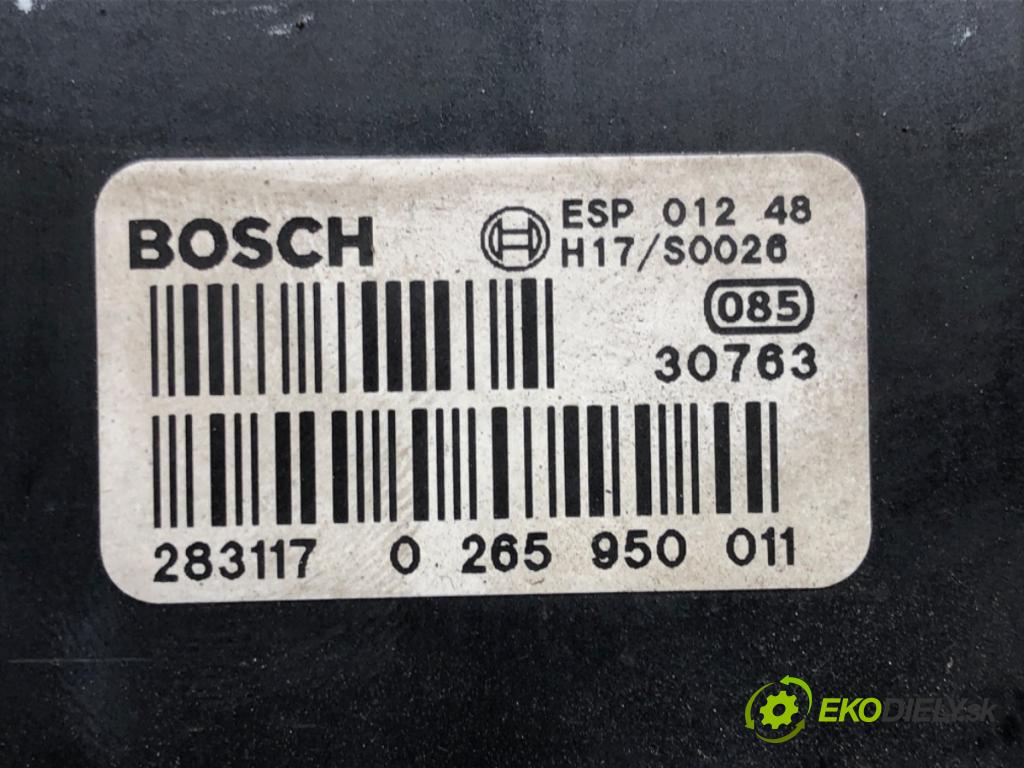 BOSCH
ESP 012 48
H17/S0026
085
30763
283117 0 265 950 011
EKODIELY.sk